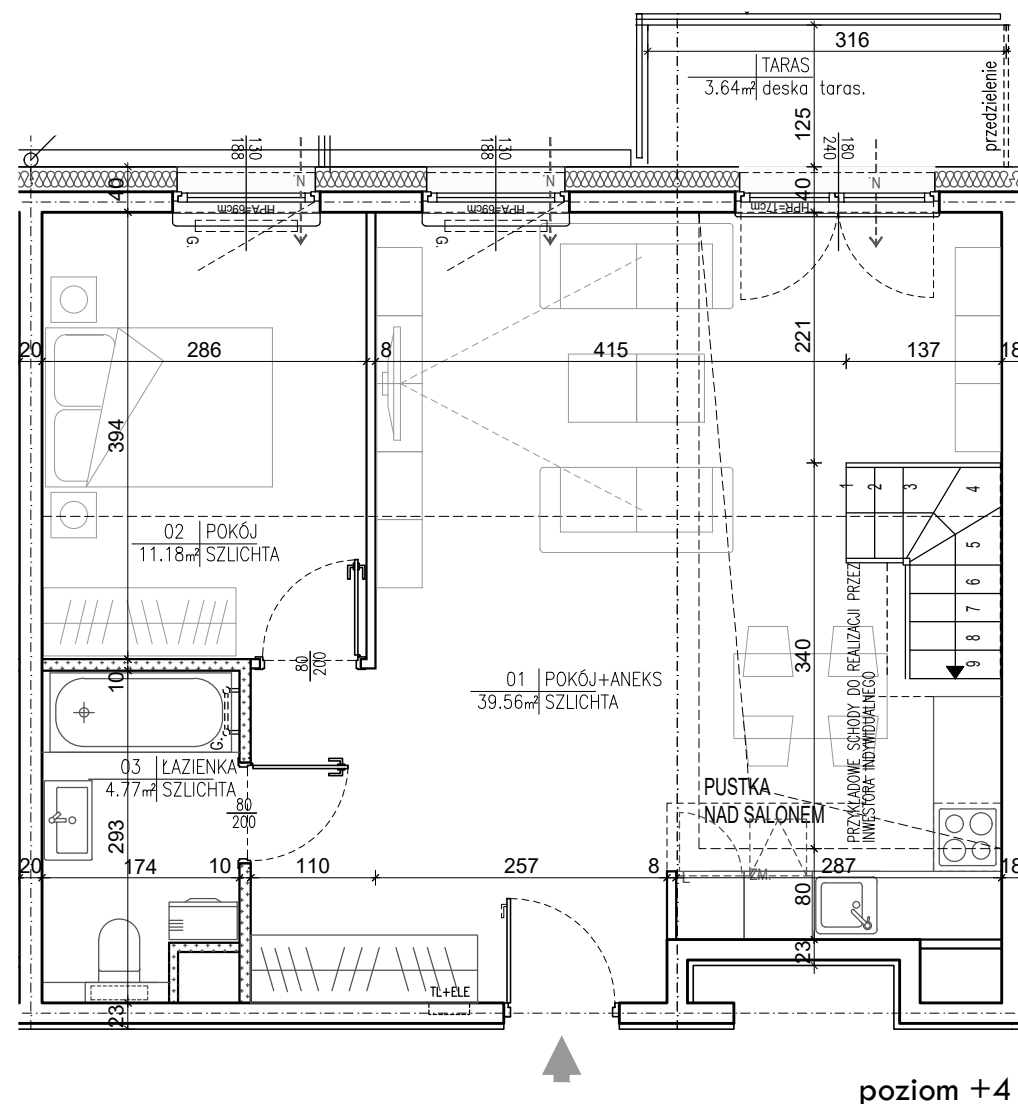 316
TARAS
3.64m² deska taras.
przedzielenie
125
130
188
130
188
180
240
40
40
N.
N.
N.
HPA=69cm
HPA=69cm
HPR=17cm
G.
G.
20
286
8
415
221
137
18
394
1
2
3
4
5
6
7
8
9
02 POKÓJ
11.18m² SZLICHTA
80
200
10
340
01 POKÓJ+ANEKS
39.56m² SZLICHTA
PRZYKŁADOWE SCHODY DO REALIZACJI PRZEZ
INWESTORA INDYWIDUALNEGO
G.
03 ŁAZIENKA
4.77m² SZLICHTA
80
200
PUSTKA
NAD SALONEM
293
20
174
10
110
257
8
287
18
L
ZM.
80
23
TL+ELE
23
poziom +4